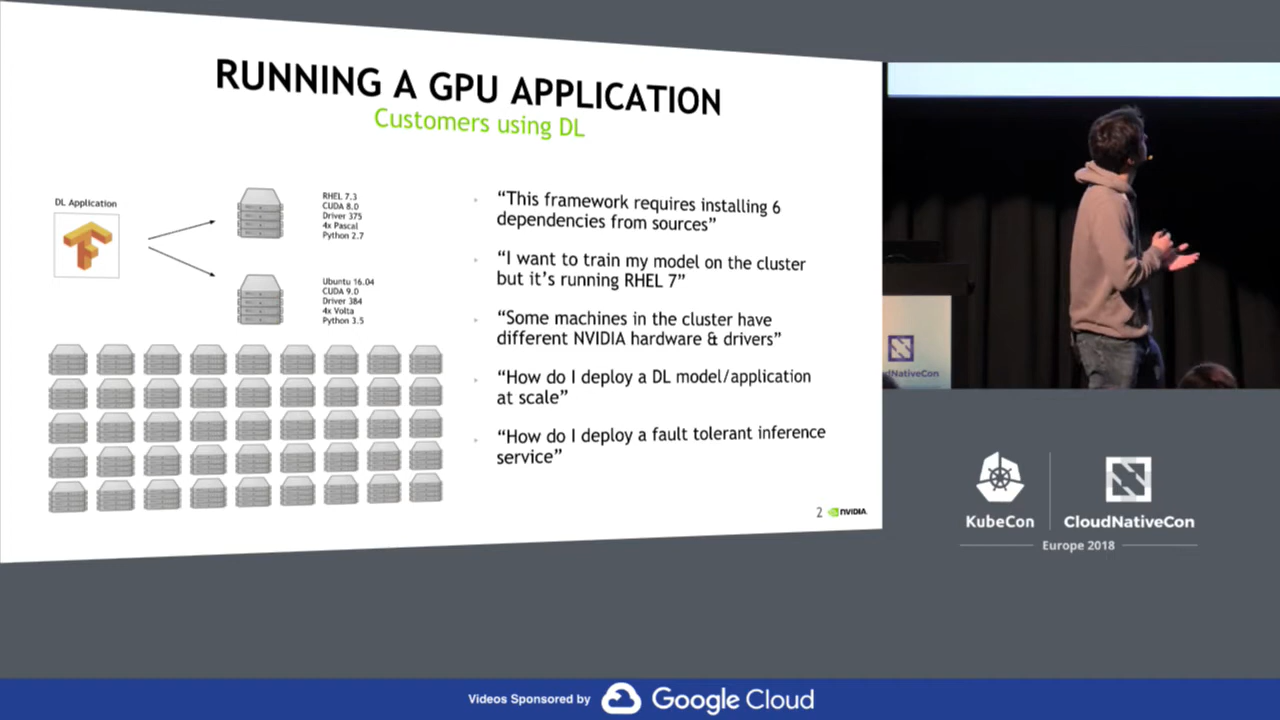 RUNNING A GPU APPLICATION
Customers using DL
DL Application
RHEL 7.3
CUDA 8.0
Driver 375
4x Pascal
Python 2.7
Ubuntu 16.04
CUDA 9.0
Driver 384
4x Volta
Python 3.5
“This framework requires installing 6
dependencies from sources”
“I want to train my model on the cluster
but it’s running RHEL 7”
“Some machines in the cluster have
different NVIDIA hardware & drivers”
“How do I deploy a DL model/application
at scale”
“How do I deploy a fault tolerant inference
service”
2 NVIDIA
dNativeCon
KubeCon
CloudNativeCon
Europe 2018
Videos Sponsored by Google Cloud